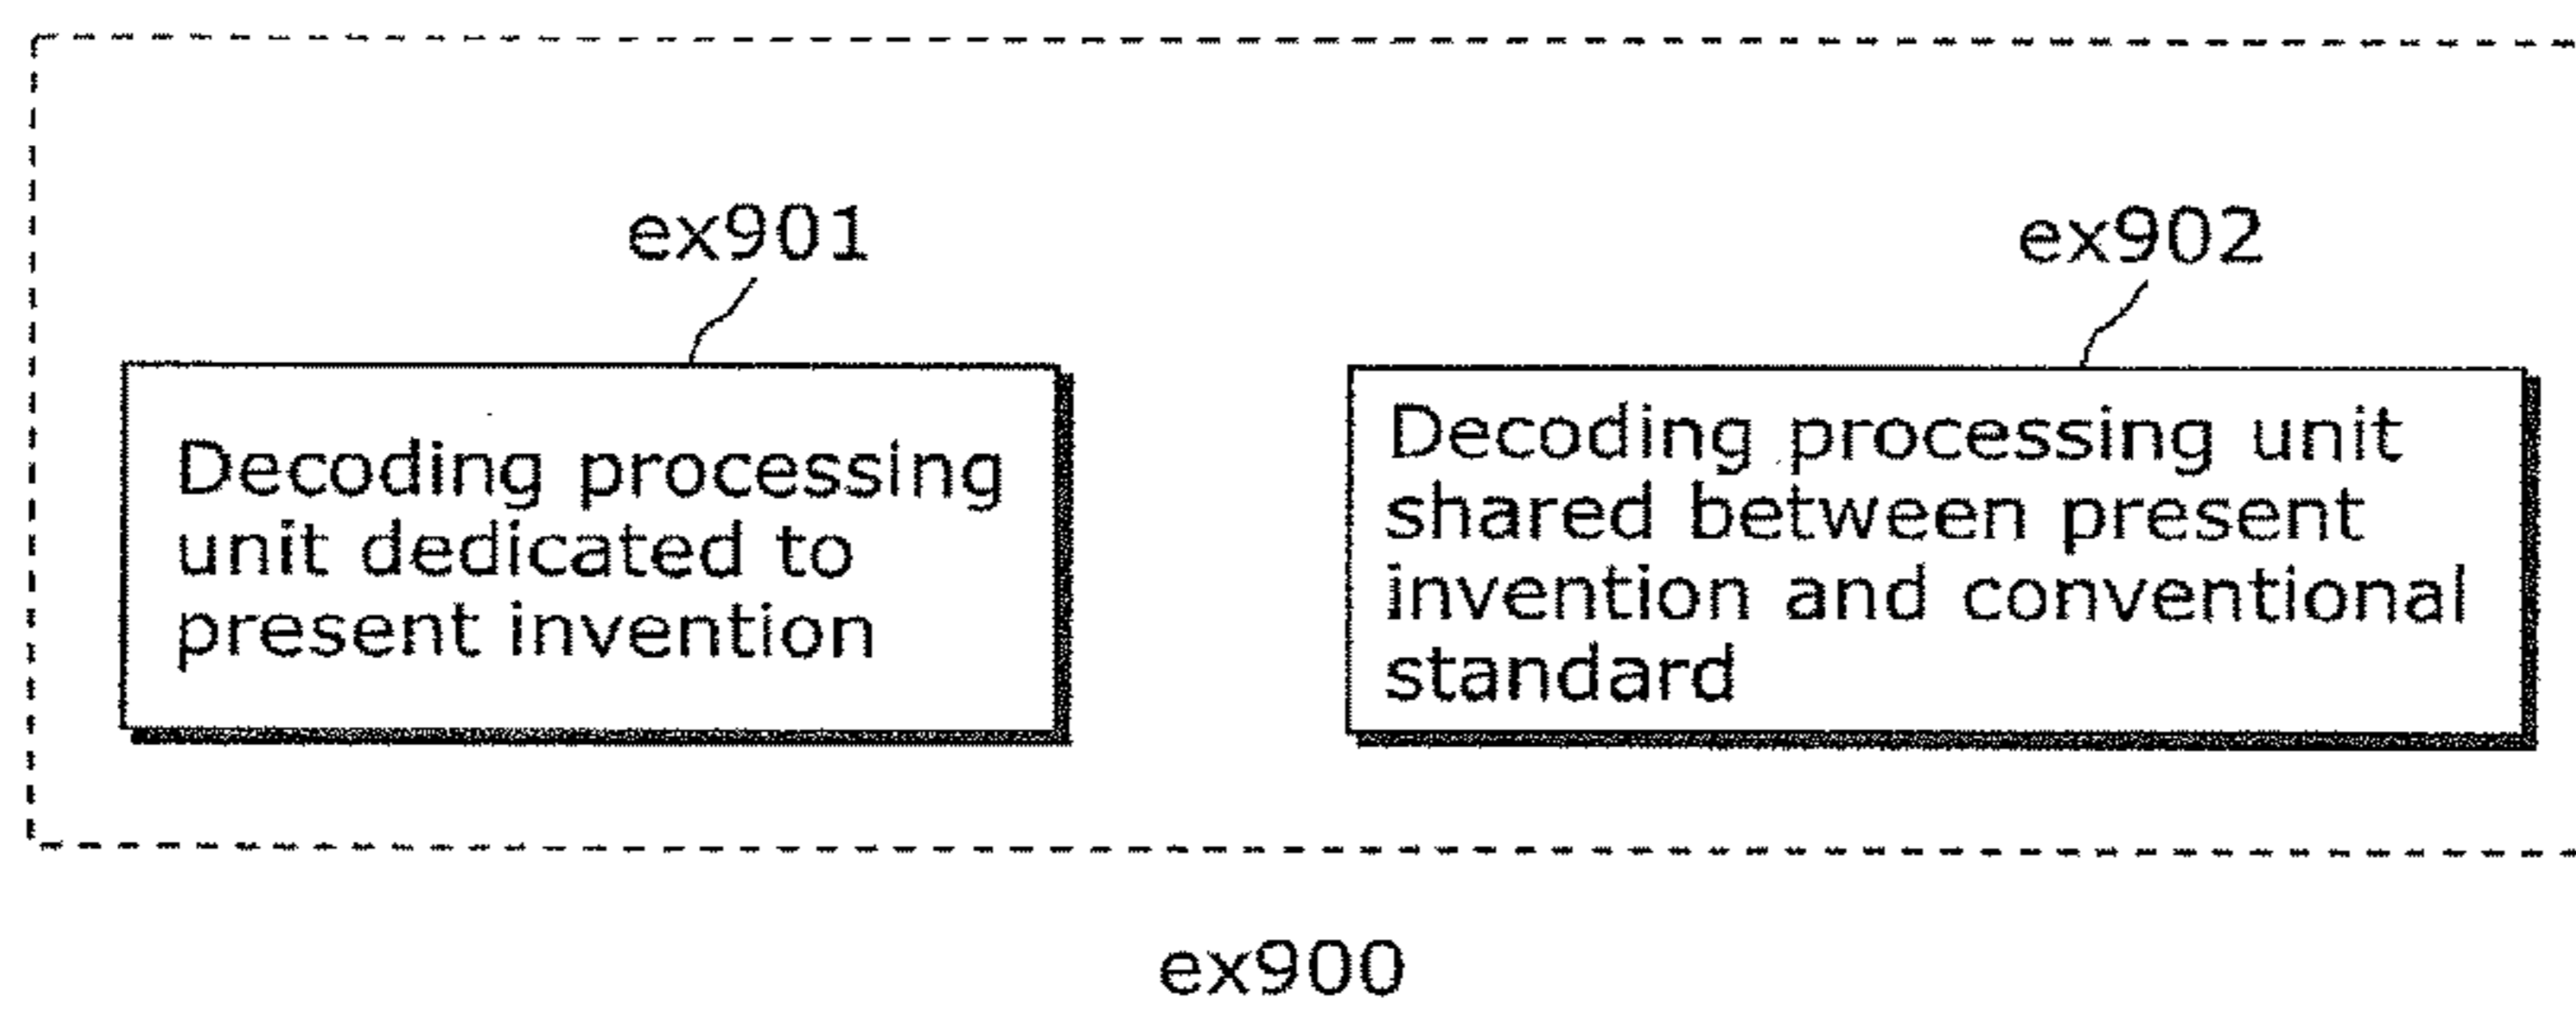 ex901
Decoding processing
unit dedicated to
present invention
ex902
Decoding processing unit
shared between present
invention and conventional
standard
ex900